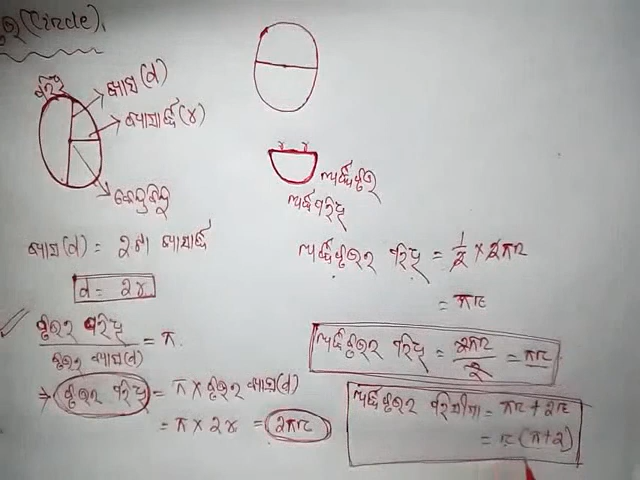 (Circle).
ପରିଧି
ବ୍ୟାସ (d)
ବ୍ୟାସାର୍ଦ୍ଧ (r)
କେନ୍ଦ୍ରବିନ୍ଦୁ
ବ୍ୟାସ (d) = 2ଟା ବ୍ୟାସାର୍ଦ୍ଧ
d = 2r
ବୃତ୍ତର ପରିଧି / ବୃତ୍ତର ବ୍ୟାସ (d) = π
⇒ ବୃତ୍ତର ପରିଧି = π × ବୃତ୍ତର ବ୍ୟାସ (d)
= π × 2r = 2πr
r r
ଅର୍ଦ୍ଧବୃତ୍ତ
ଅର୍ଦ୍ଧପରିଧି
ଅର୍ଦ୍ଧବୃତ୍ତର ପରିଧି = 1/2 × 2πr
= πr
ଅର୍ଦ୍ଧବୃତ୍ତର ପରିଧି = 2πr/2 = πr
ଅର୍ଦ୍ଧବୃତ୍ତର ପରିସୀମା = πr + 2r
= r (π+2)